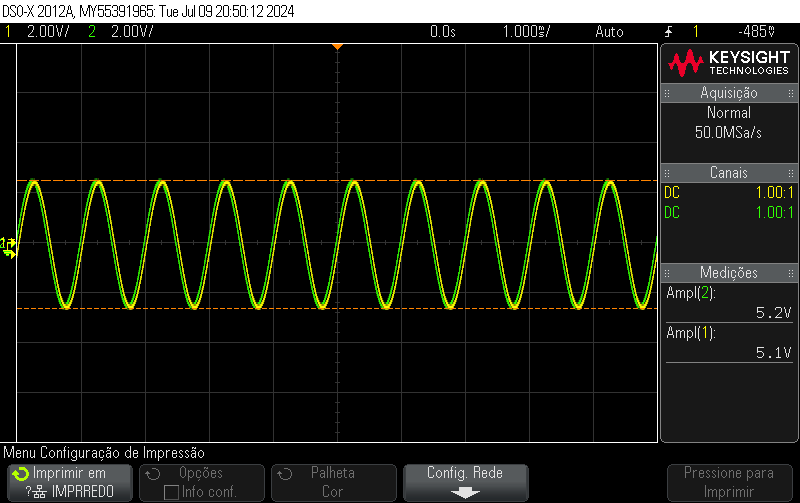 DSO-X 2012A, MY55391965: Tue Jul 09 20:50:12 2024
1 2.00V/ 2 2.00V/ 0.0s 1.000ms/ Auto 1 -485mV
KEYSIGHT
TECHNOLOGIES
Aquisição
Normal
50.0MSa/s
Canais
DC 1.00:1
DC 1.00:1
Medições
Ampl(2):
5.2V
Ampl(1):
5.1V
Menu Configuração de Impressão
Imprimir em
? IMPRREDO
Opções
Info conf.
Palheta
Cor
Config. Rede
Pressione para
Imprimir